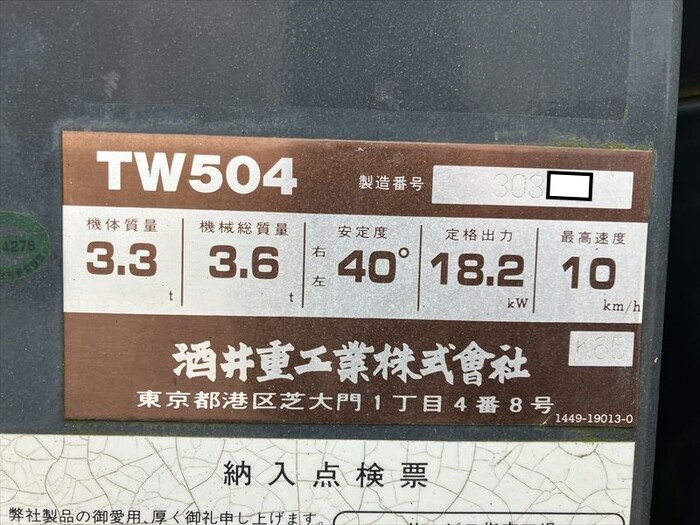 TW504
製造番号 303
機体質量 機械総質量 安定度 定格出力 最高速度
3.3 t 3.6 t 右左 40° 18.2 kW 10 km/h
酒井重工業株式會社
東京都港区芝大門1丁目4番8号
1449-19013-0
4278
納入点検票
弊社製品の御愛用、厚く御礼申し上げます。